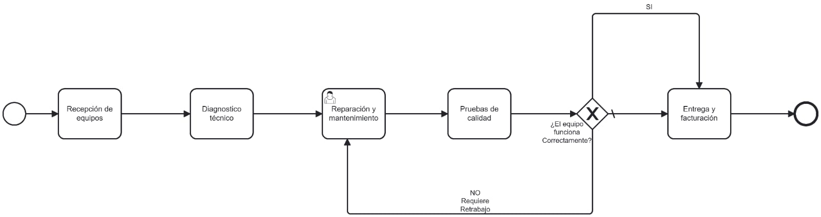 SI
Recepción de
equipos
Diagnostico
técnico
Reparación y
mantenimiento
Pruebas de
calidad
¿El equipo
funciona
Correctamente?
Entrega y
facturación
NO
Requiere
Retrabajo